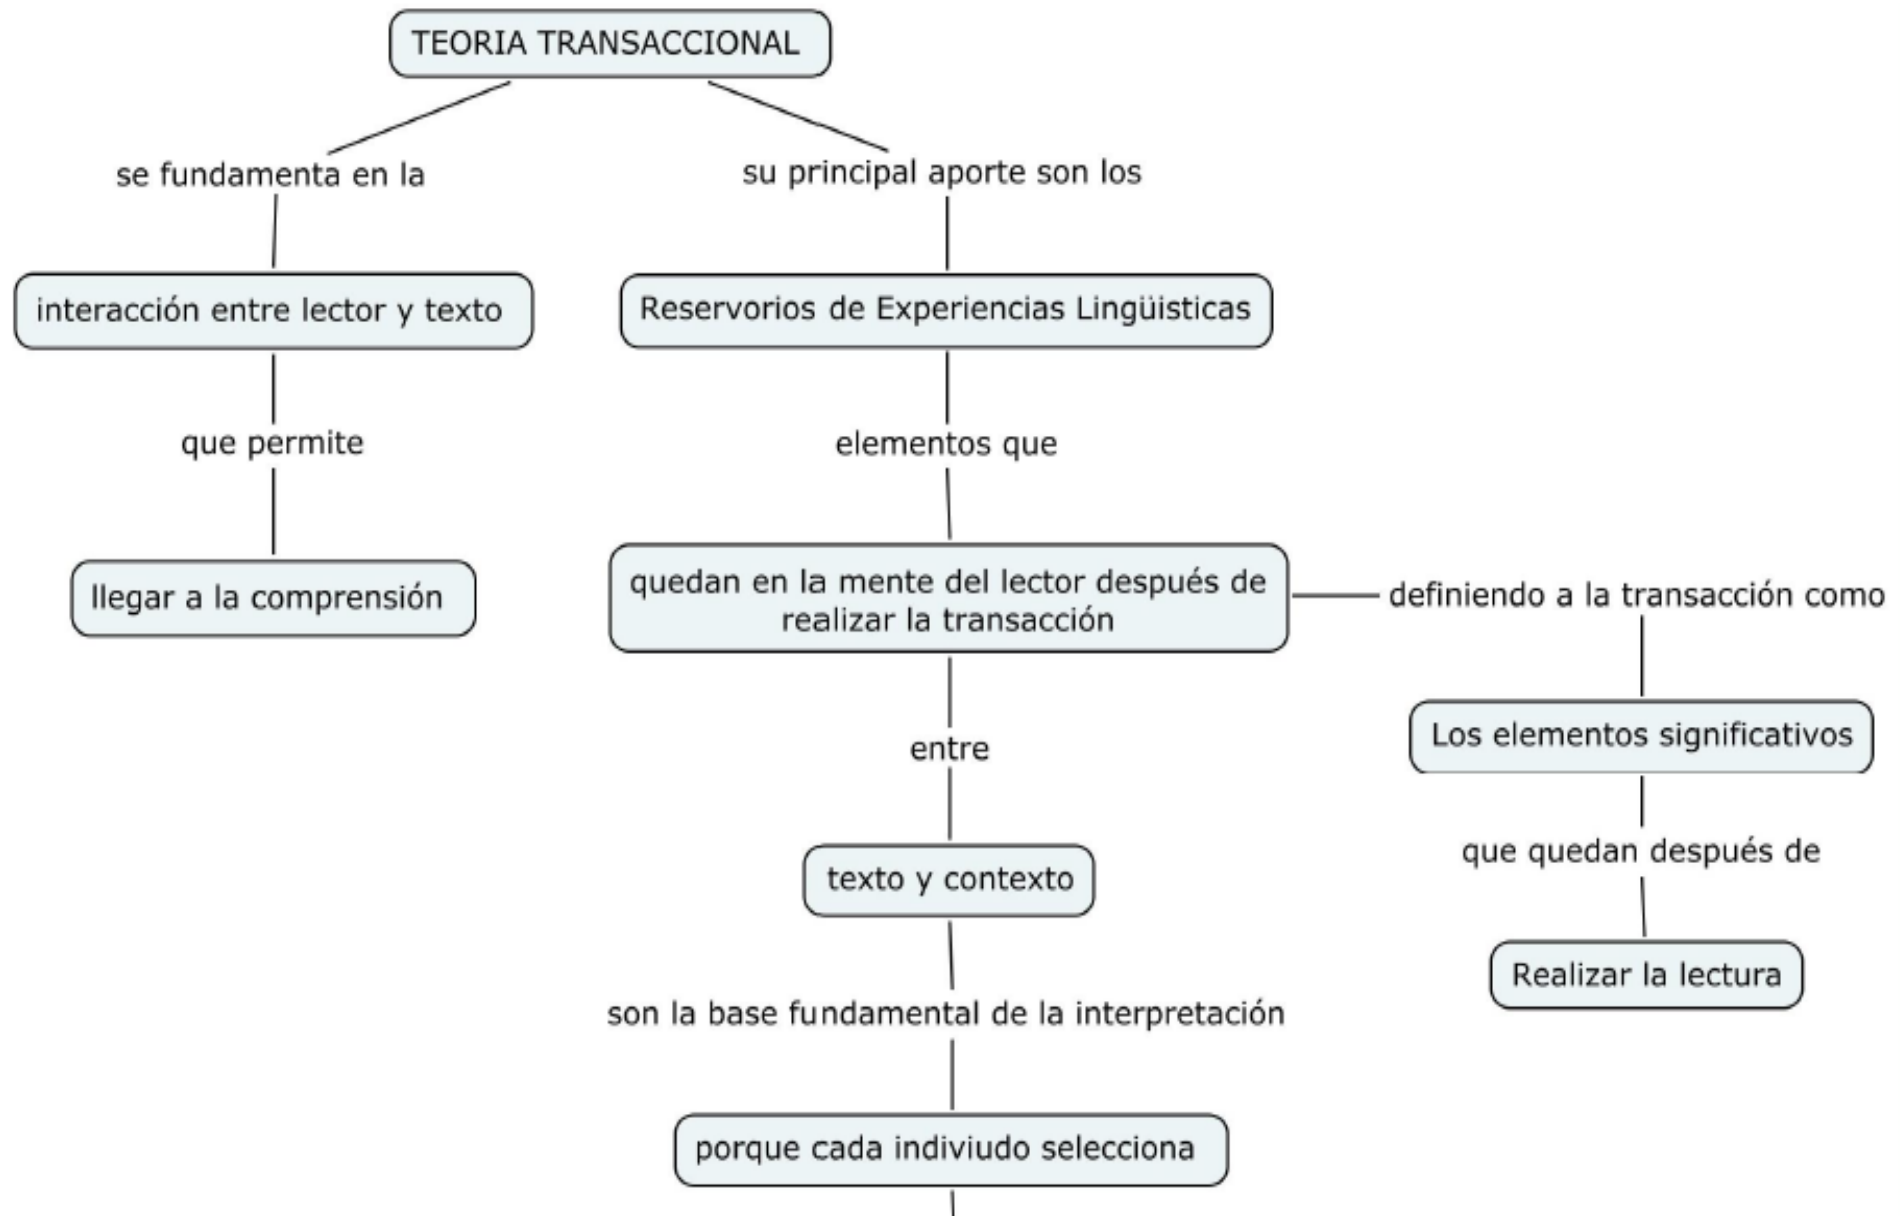 TEORIA TRANSACCIONAL
se fundamenta en la
su principal aporte son los
interacción entre lector y texto
Reservorios de Experiencias Lingüisticas
que permite
elementos que
llegar a la comprensión
quedan en la mente del lector después de
realizar la transacción
definiendo a la transacción como
entre
Los elementos significativos
que quedan después de
texto y contexto
Realizar la lectura
son la base fundamental de la interpretación
porque cada indiviudo selecciona